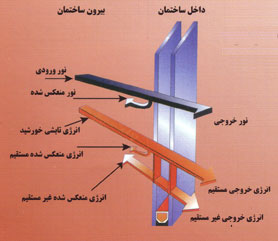 داخل ساختمان
بیرون ساختمان
نور ورودی
نور منعکس شده
نور خروجی
انرژی تابشی خورشید
انرژی منعکس شده مستقیم
انرژی منعکس شده غیر مستقیم
انرژی خروجی مستقیم
انرژی خروجی غیر مستقیم